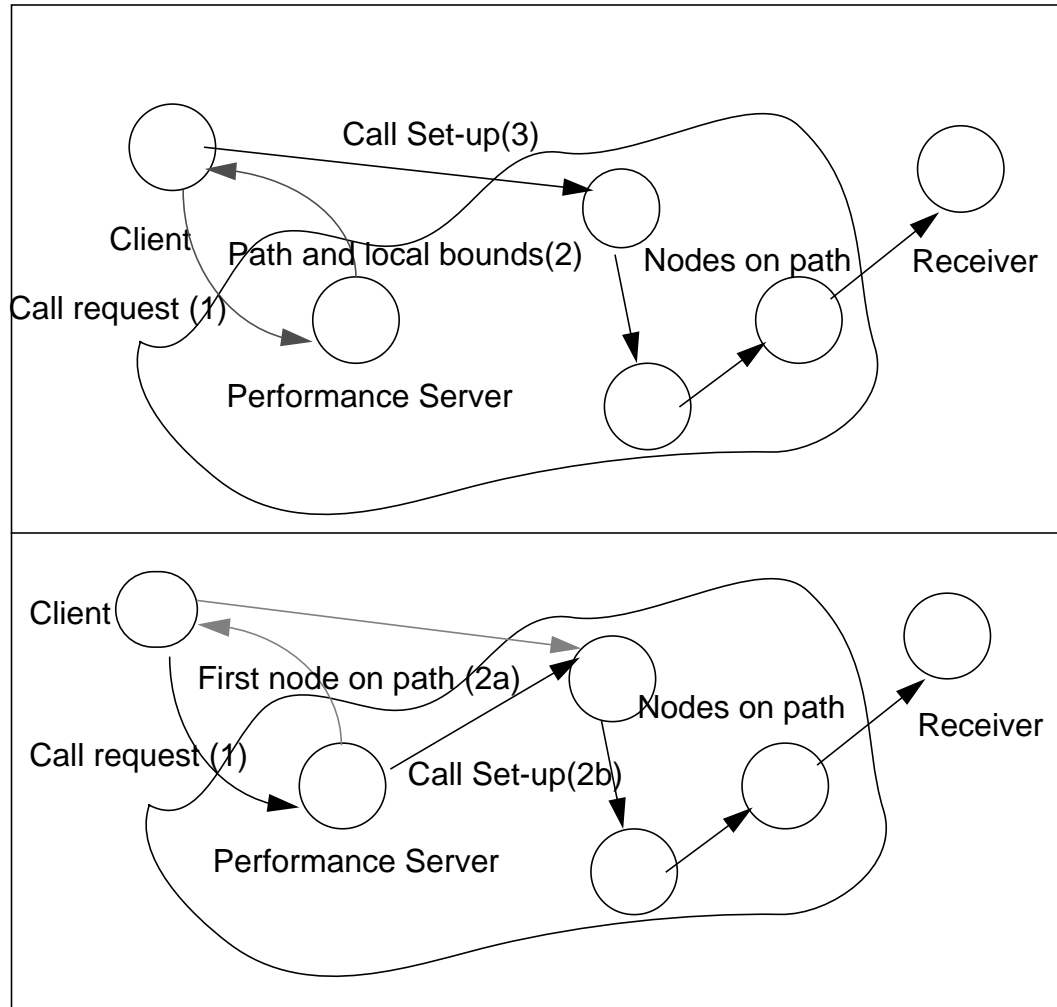 Call Set-up(3)
Client
Path and local bounds(2)
Nodes on path
Receiver
Call request (1)
Performance Server
Client
First node on path (2a)
Nodes on path
Receiver
Call request (1)
Call Set-up(2b)
Performance Server